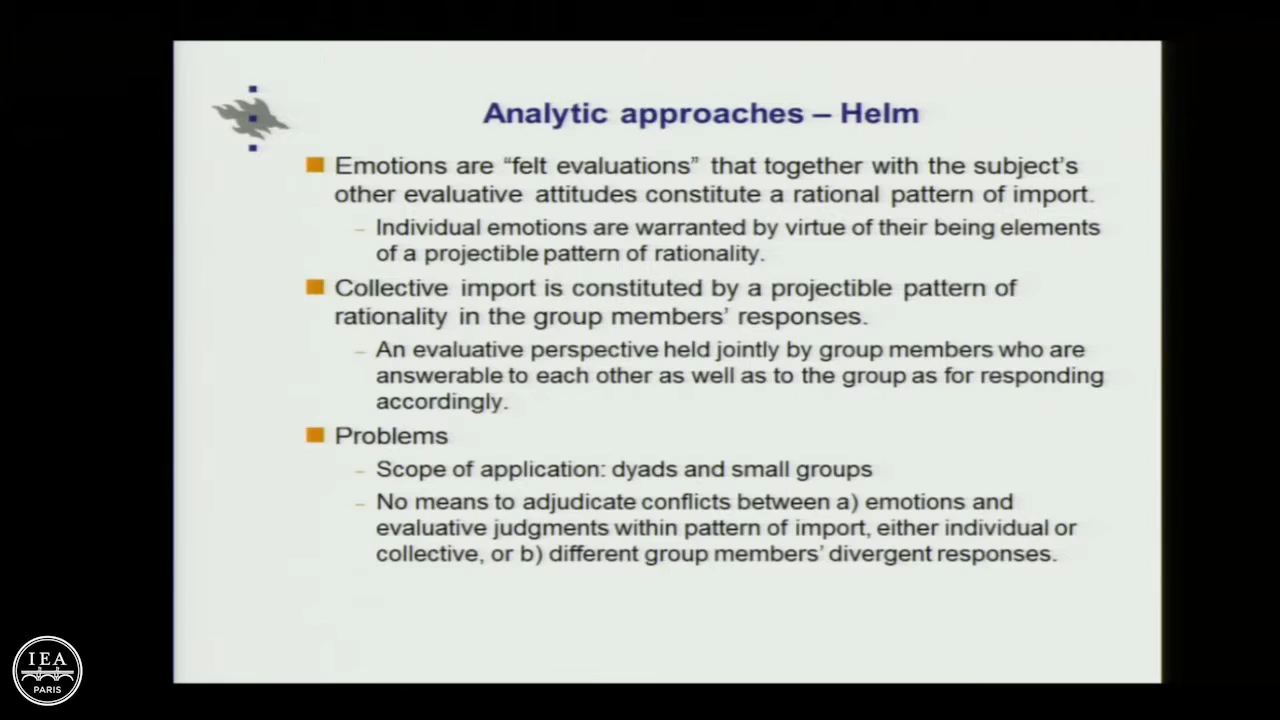 Analytic approaches – Helm
Emotions are “felt evaluations” that together with the subject’s
other evaluative attitudes constitute a rational pattern of import.
– Individual emotions are warranted by virtue of their being elements
of a projectible pattern of rationality.
Collective import is constituted by a projectible pattern of
rationality in the group members’ responses.
– An evaluative perspective held jointly by group members who are
answerable to each other as well as to the group as for responding
accordingly.
Problems
– Scope of application: dyads and small groups
– No means to adjudicate conflicts between a) emotions and
evaluative judgments within pattern of import, either individual or
collective, or b) different group members’ divergent responses.
IEA
PARIS